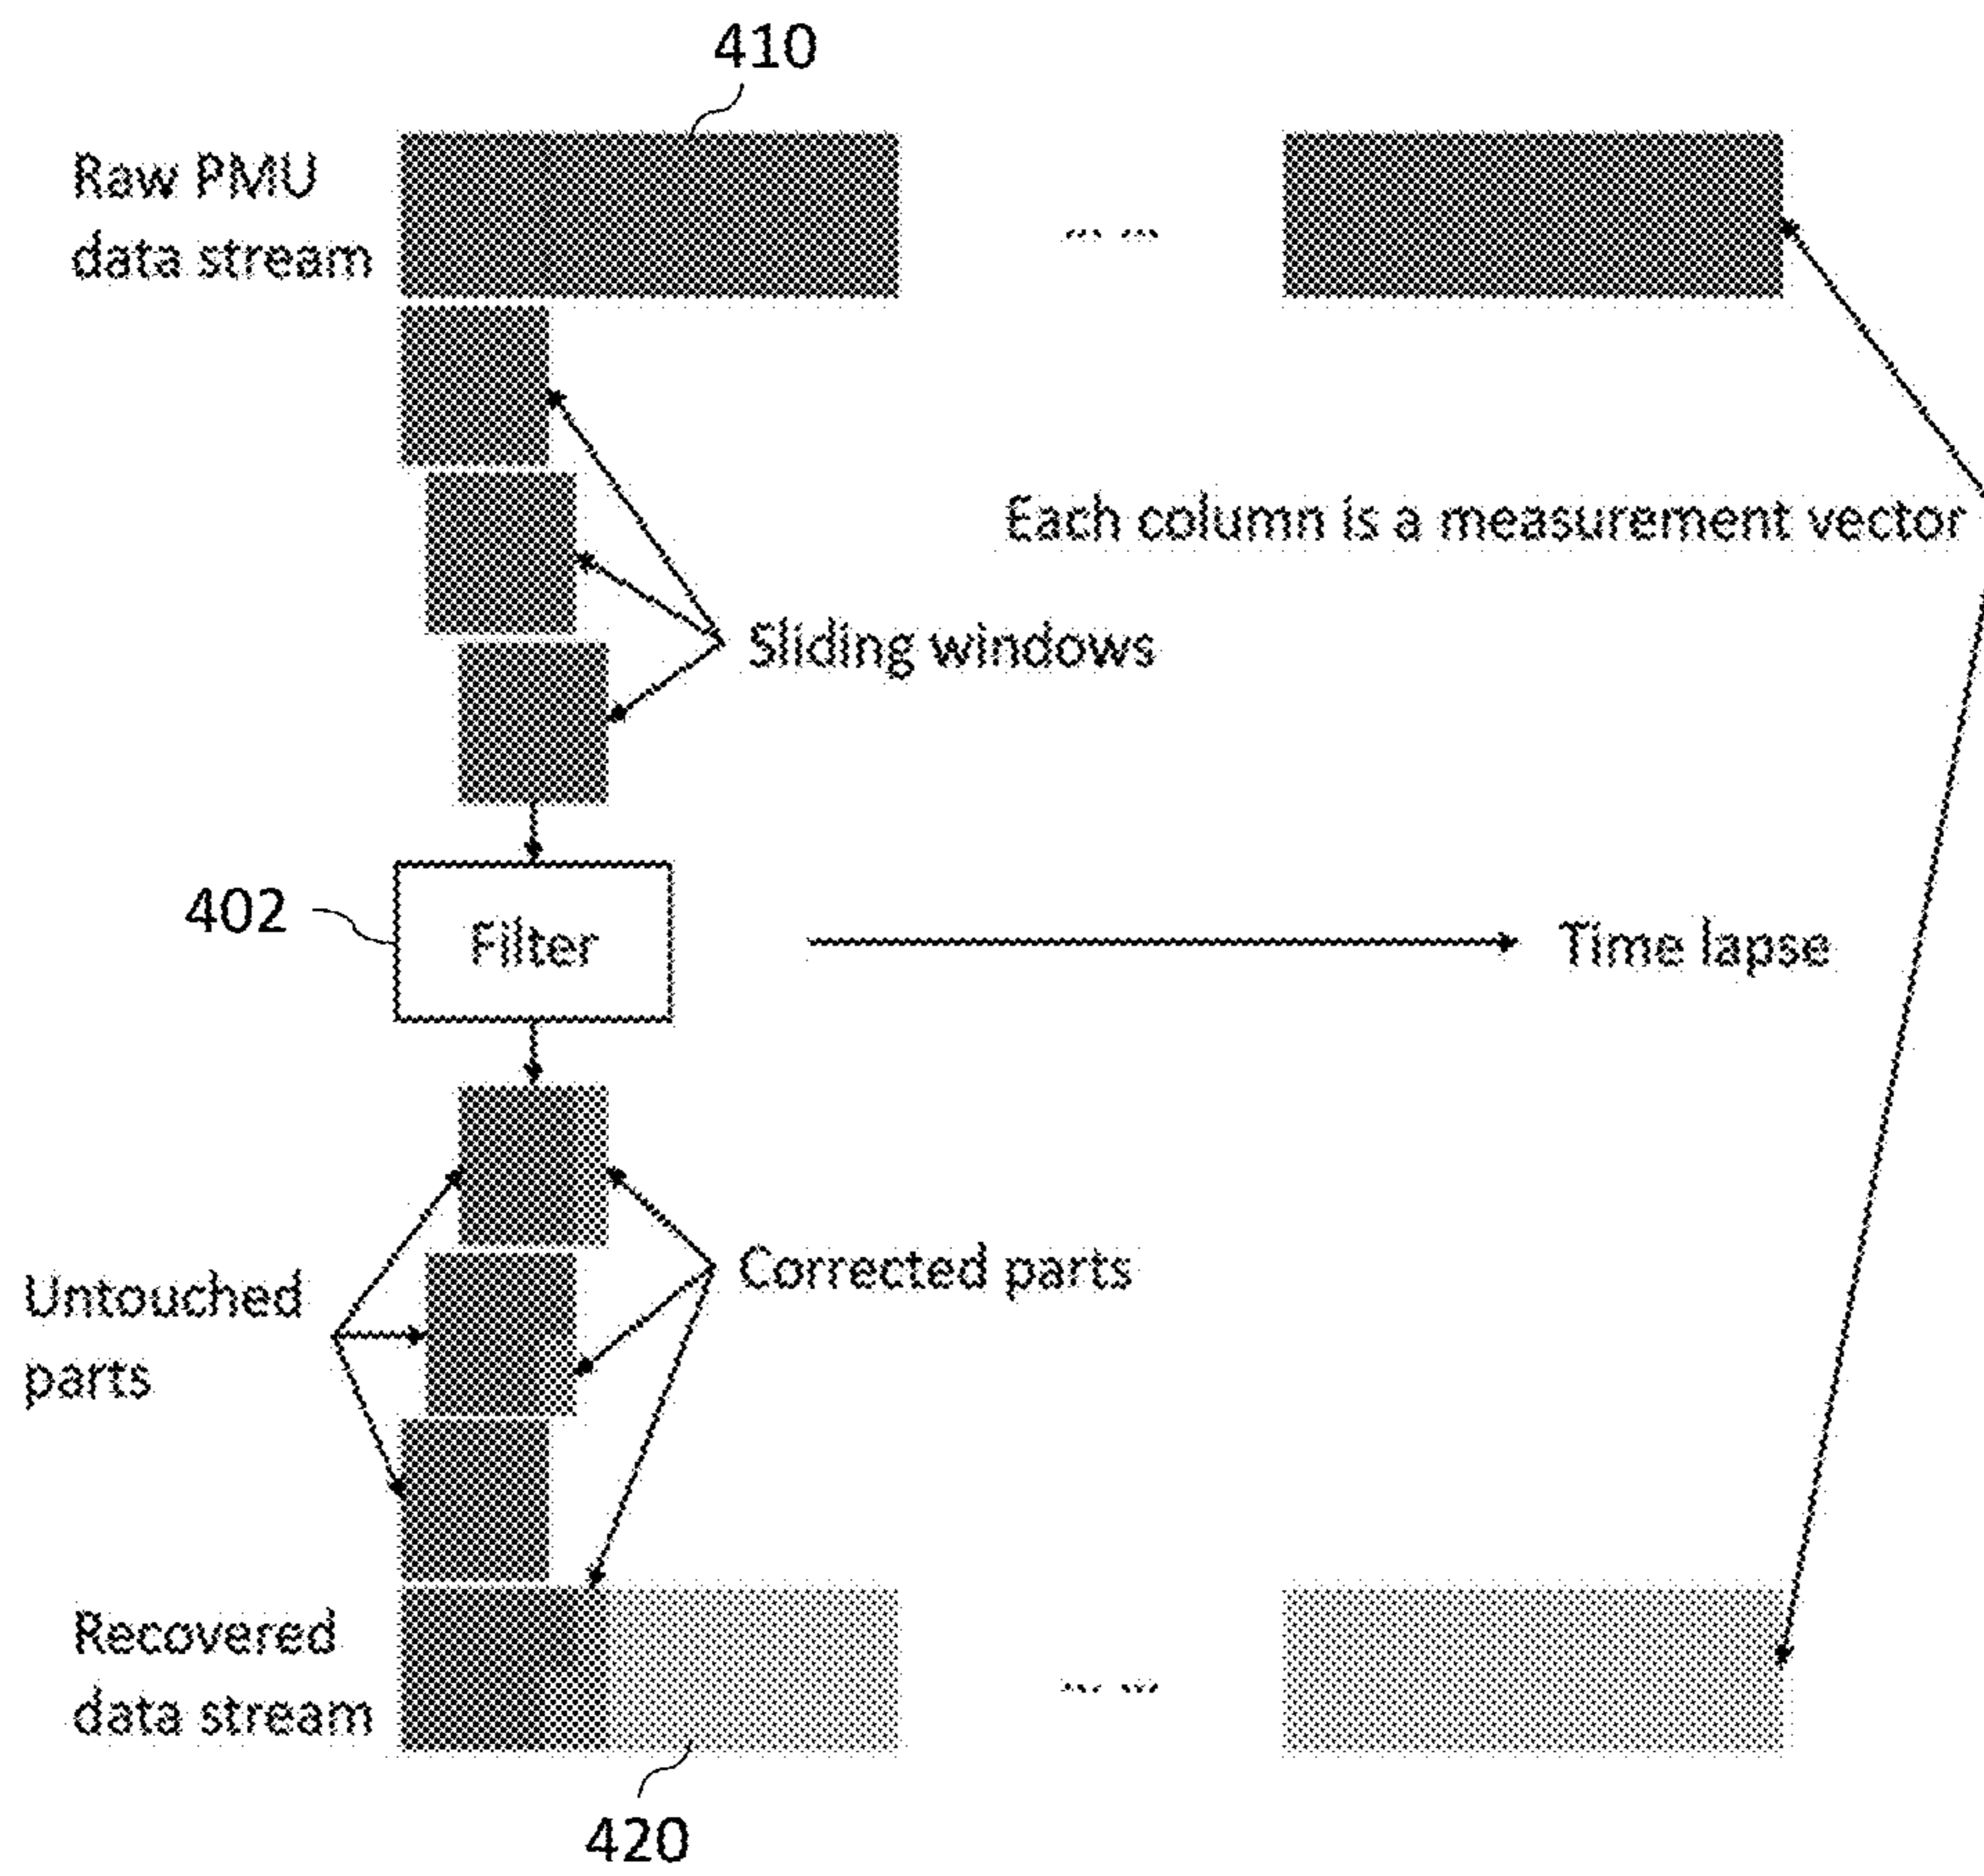 410
Raw PMU
data stream
... ...
Each column is a measurement vector
Sliding windows
402
Filter
Time lapse
Corrected parts
Untouched
parts
Recovered
data stream
... ...
420